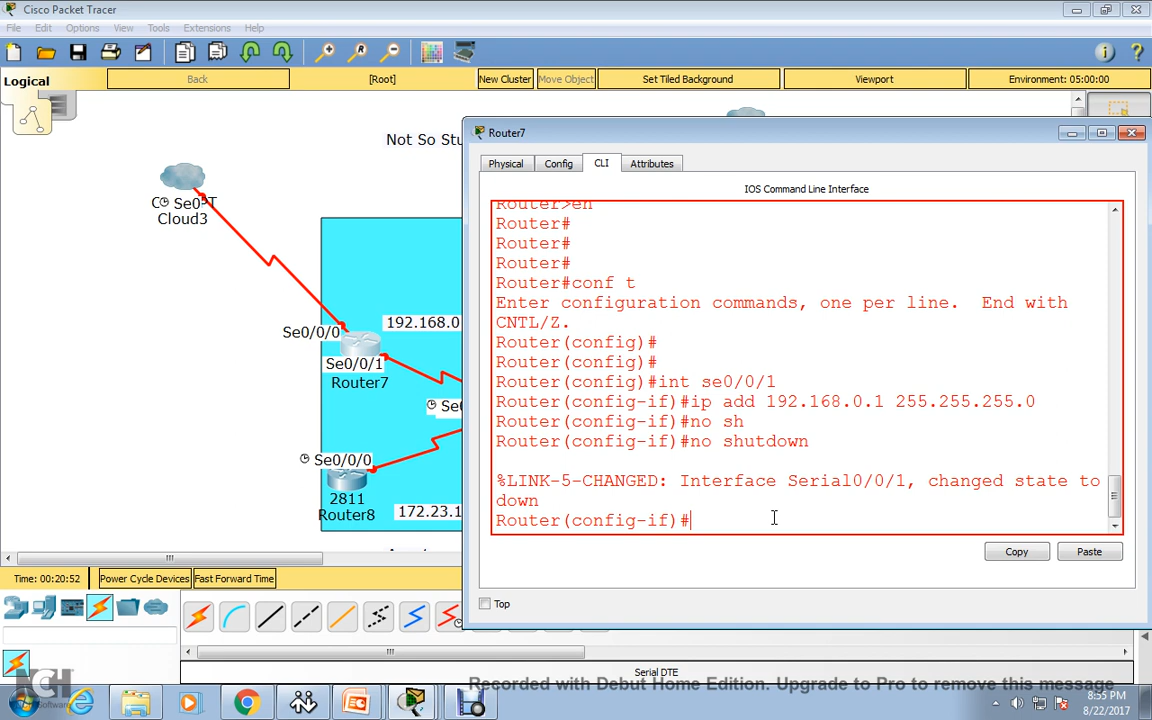 Cisco Packet Tracer
File Edit Options View Tools Extensions Help
Logical Back [Root] New Cluster Move Object Set Tiled Background Viewport Environment: 05:00:00
Not So Stu
Se0
Cloud3
Se0/0/0
192.168.0
Se0/0/1
Router7
Se0/0/0
2811
Router8
172.23.1
Router7
Physical Config CLI Attributes
IOS Command Line Interface
Router>en
Router#
Router#
Router#
Router#conf t
Enter configuration commands, one per line. End with
CNTL/Z.
Router(config)#
Router(config)#
Router(config)#int se0/0/1
Router(config-if)#ip add 192.168.0.1 255.255.255.0
Router(config-if)#no sh
Router(config-if)#no shutdown
%LINK-5-CHANGED: Interface Serial0/0/1, changed state to
down
Router(config-if)#
Copy Paste
Top
Time: 00:20:52 Power Cycle Devices Fast Forward Time
Serial DTE
NCH
Software
Recorded with Debut Home Edition. Upgrade to Pro to remove this message
8:55 PM
8/22/2017